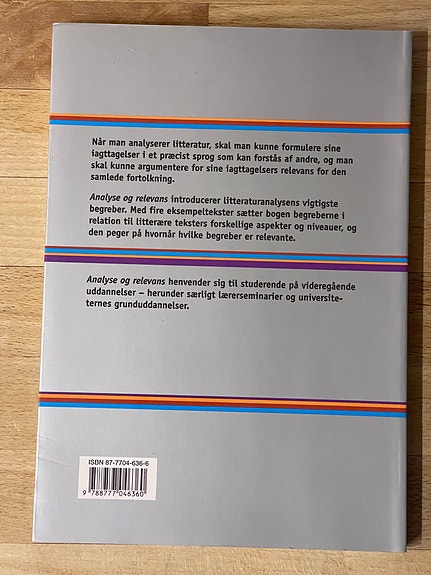 Når man analyserer litteratur, skal man kunne formulere sine
iagttagelser i et præcist sprog som kan forstås af andre, og man
skal kunne argumentere for sine iagttagelsers relevans for den
samlede fortolkning.
Analyse og relevans introducerer litteraturanalysens vigtigste
begreber. Med fire eksempeltekster sætter bogen begreberne i
relation til litterære teksters forskellige aspekter og niveauer, og
den peger på hvornår hvilke begreber er relevante.
Analyse og relevans henvender sig til studerende på videregående
uddannelser – herunder særligt lærerseminarier og universite-
ternes grunduddannelser.
ISBN 87-7704-636-6
9 788777 046360